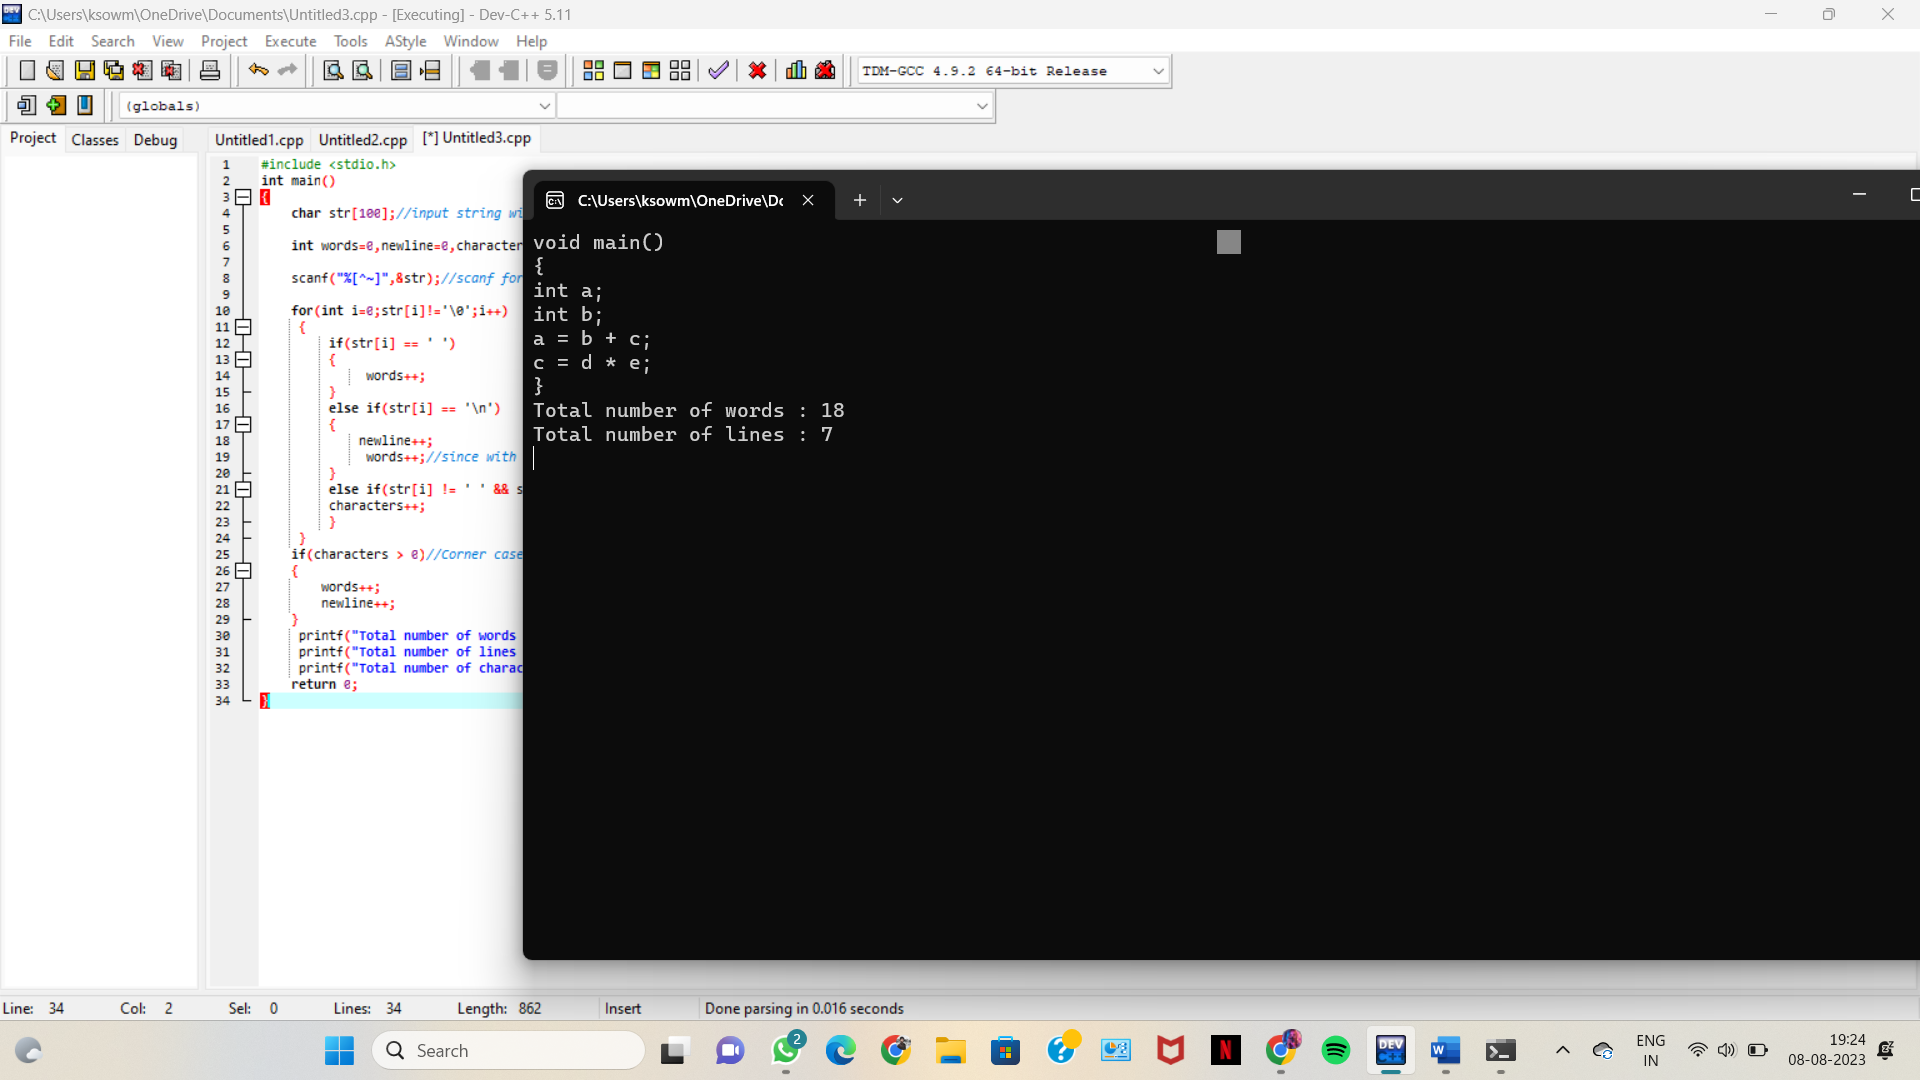 C:\Users\ksowm\OneDrive\Documents\Untitled3.cpp - [Executing] - Dev-C++ 5.11
File Edit Search View Project Execute Tools AStyle Window Help
TDM-GCC 4.9.2 64-bit Release
(globals)
Project Classes Debug Untitled1.cpp Untitled2.cpp [*] Untitled3.cpp
1 #include <stdio.h>
2 int main()
3 {
4 char str[100];//input string wi
5
6 int words=0,newline=0,character
7
8 scanf("%[^~]",&str);//scanf for
9
10 for(int i=0;str[i]!='\0';i++)
11 {
12 if(str[i] == ' ')
13 {
14 words++;
15 }
16 else if(str[i] == '\n')
17 {
18 newline++;
19 words++;//since with
20 }
21 else if(str[i] != ' ' && s
22 characters++;
23 }
24 }
25 if(characters > 0)//Corner case
26 {
27 words++;
28 newline++;
29 }
30 printf("Total number of words
31 printf("Total number of lines
32 printf("Total number of charac
33 return 0;
34 }
C:\Users\ksowm\OneDrive\Dc
void main()
{
int a;
int b;
a = b + c;
c = d * e;
}
Total number of words : 18
Total number of lines : 7
Line: 34 Col: 2 Sel: 0 Lines: 34 Length: 862 Insert Done parsing in 0.016 seconds
Search
2
DEV
W
N
ENG
IN
19:24
08-08-2023